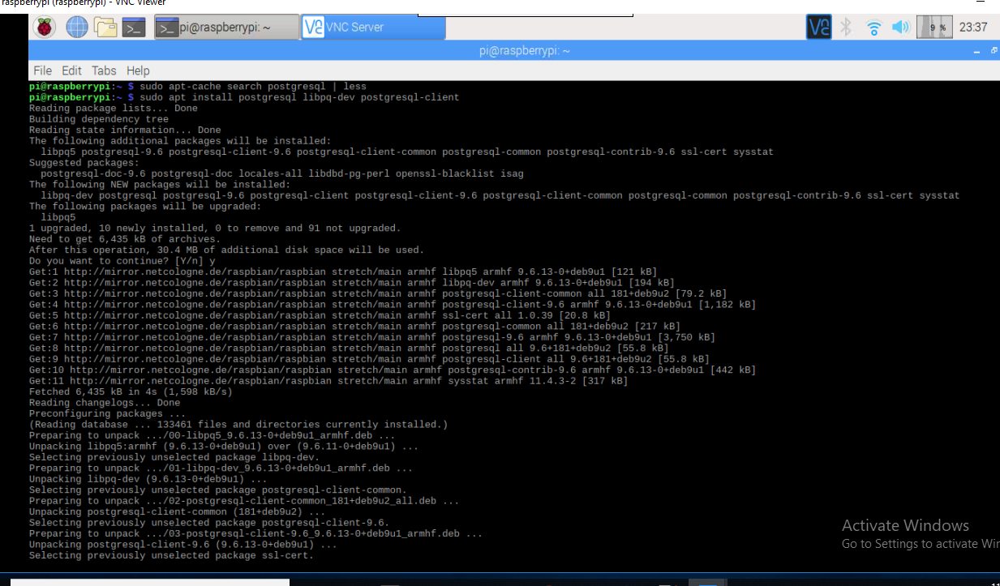 raspberrypi (raspberrypi) - VNC Viewer
pi@raspberrypi: ~
VNC Server
9 %
23:37
pi@raspberrypi: ~
File Edit Tabs Help
pi@raspberrypi:~ $ sudo apt-cache search postgresql | less
pi@raspberrypi:~ $ sudo apt install postgresql libpq-dev postgresql-client
Reading package lists... Done
Building dependency tree
Reading state information... Done
The following additional packages will be installed:
  libpq5 postgresql-9.6 postgresql-client-9.6 postgresql-client-common postgresql-common postgresql-contrib-9.6 ssl-cert sysstat
Suggested packages:
  postgresql-doc-9.6 postgresql-doc locales-all libdbd-pg-perl openssl-blacklist isag
The following NEW packages will be installed:
  libpq-dev postgresql postgresql-9.6 postgresql-client postgresql-client-9.6 postgresql-client-common postgresql-common postgresql-contrib-9.6 ssl-cert sysstat
The following packages will be upgraded:
  libpq5
1 upgraded, 10 newly installed, 0 to remove and 91 not upgraded.
Need to get 6,435 kB of archives.
After this operation, 30.4 MB of additional disk space will be used.
Do you want to continue? [Y/n] y
Get:1 http://mirror.netcologne.de/raspbian/raspbian stretch/main armhf libpq5 armhf 9.6.13-0+deb9u1 [121 kB]
Get:2 http://mirror.netcologne.de/raspbian/raspbian stretch/main armhf libpq-dev armhf 9.6.13-0+deb9u1 [194 kB]
Get:3 http://mirror.netcologne.de/raspbian/raspbian stretch/main armhf postgresql-client-common all 181+deb9u2 [79.2 kB]
Get:4 http://mirror.netcologne.de/raspbian/raspbian stretch/main armhf postgresql-client-9.6 armhf 9.6.13-0+deb9u1 [1,182 kB]
Get:5 http://mirror.netcologne.de/raspbian/raspbian stretch/main armhf ssl-cert all 1.0.39 [20.8 kB]
Get:6 http://mirror.netcologne.de/raspbian/raspbian stretch/main armhf postgresql-common all 181+deb9u2 [217 kB]
Get:7 http://mirror.netcologne.de/raspbian/raspbian stretch/main armhf postgresql-9.6 armhf 9.6.13-0+deb9u1 [3,750 kB]
Get:8 http://mirror.netcologne.de/raspbian/raspbian stretch/main armhf postgresql all 9.6+181+deb9u2 [55.8 kB]
Get:9 http://mirror.netcologne.de/raspbian/raspbian stretch/main armhf postgresql-client all 9.6+181+deb9u2 [55.8 kB]
Get:10 http://mirror.netcologne.de/raspbian/raspbian stretch/main armhf postgresql-contrib-9.6 armhf 9.6.13-0+deb9u1 [442 kB]
Get:11 http://mirror.netcologne.de/raspbian/raspbian stretch/main armhf sysstat armhf 11.4.3-2 [317 kB]
Fetched 6,435 kB in 4s (1,598 kB/s)
Reading changelogs... Done
Preconfiguring packages ...
(Reading database ... 133461 files and directories currently installed.)
Preparing to unpack .../00-libpq5_9.6.13-0+deb9u1_armhf.deb ...
Unpacking libpq5:armhf (9.6.13-0+deb9u1) over (9.6.11-0+deb9u1) ...
Selecting previously unselected package libpq-dev.
Preparing to unpack .../01-libpq-dev_9.6.13-0+deb9u1_armhf.deb ...
Unpacking libpq-dev (9.6.13-0+deb9u1) ...
Selecting previously unselected package postgresql-client-common.
Preparing to unpack .../02-postgresql-client-common_181+deb9u2_all.deb ...
Unpacking postgresql-client-common (181+deb9u2) ...
Selecting previously unselected package postgresql-client-9.6.
Preparing to unpack .../03-postgresql-client-9.6_9.6.13-0+deb9u1_armhf.deb ...
Unpacking postgresql-client-9.6 (9.6.13-0+deb9u1) ...
Selecting previously unselected package ssl-cert.
Activate Windows
Go to Settings to activate Wi